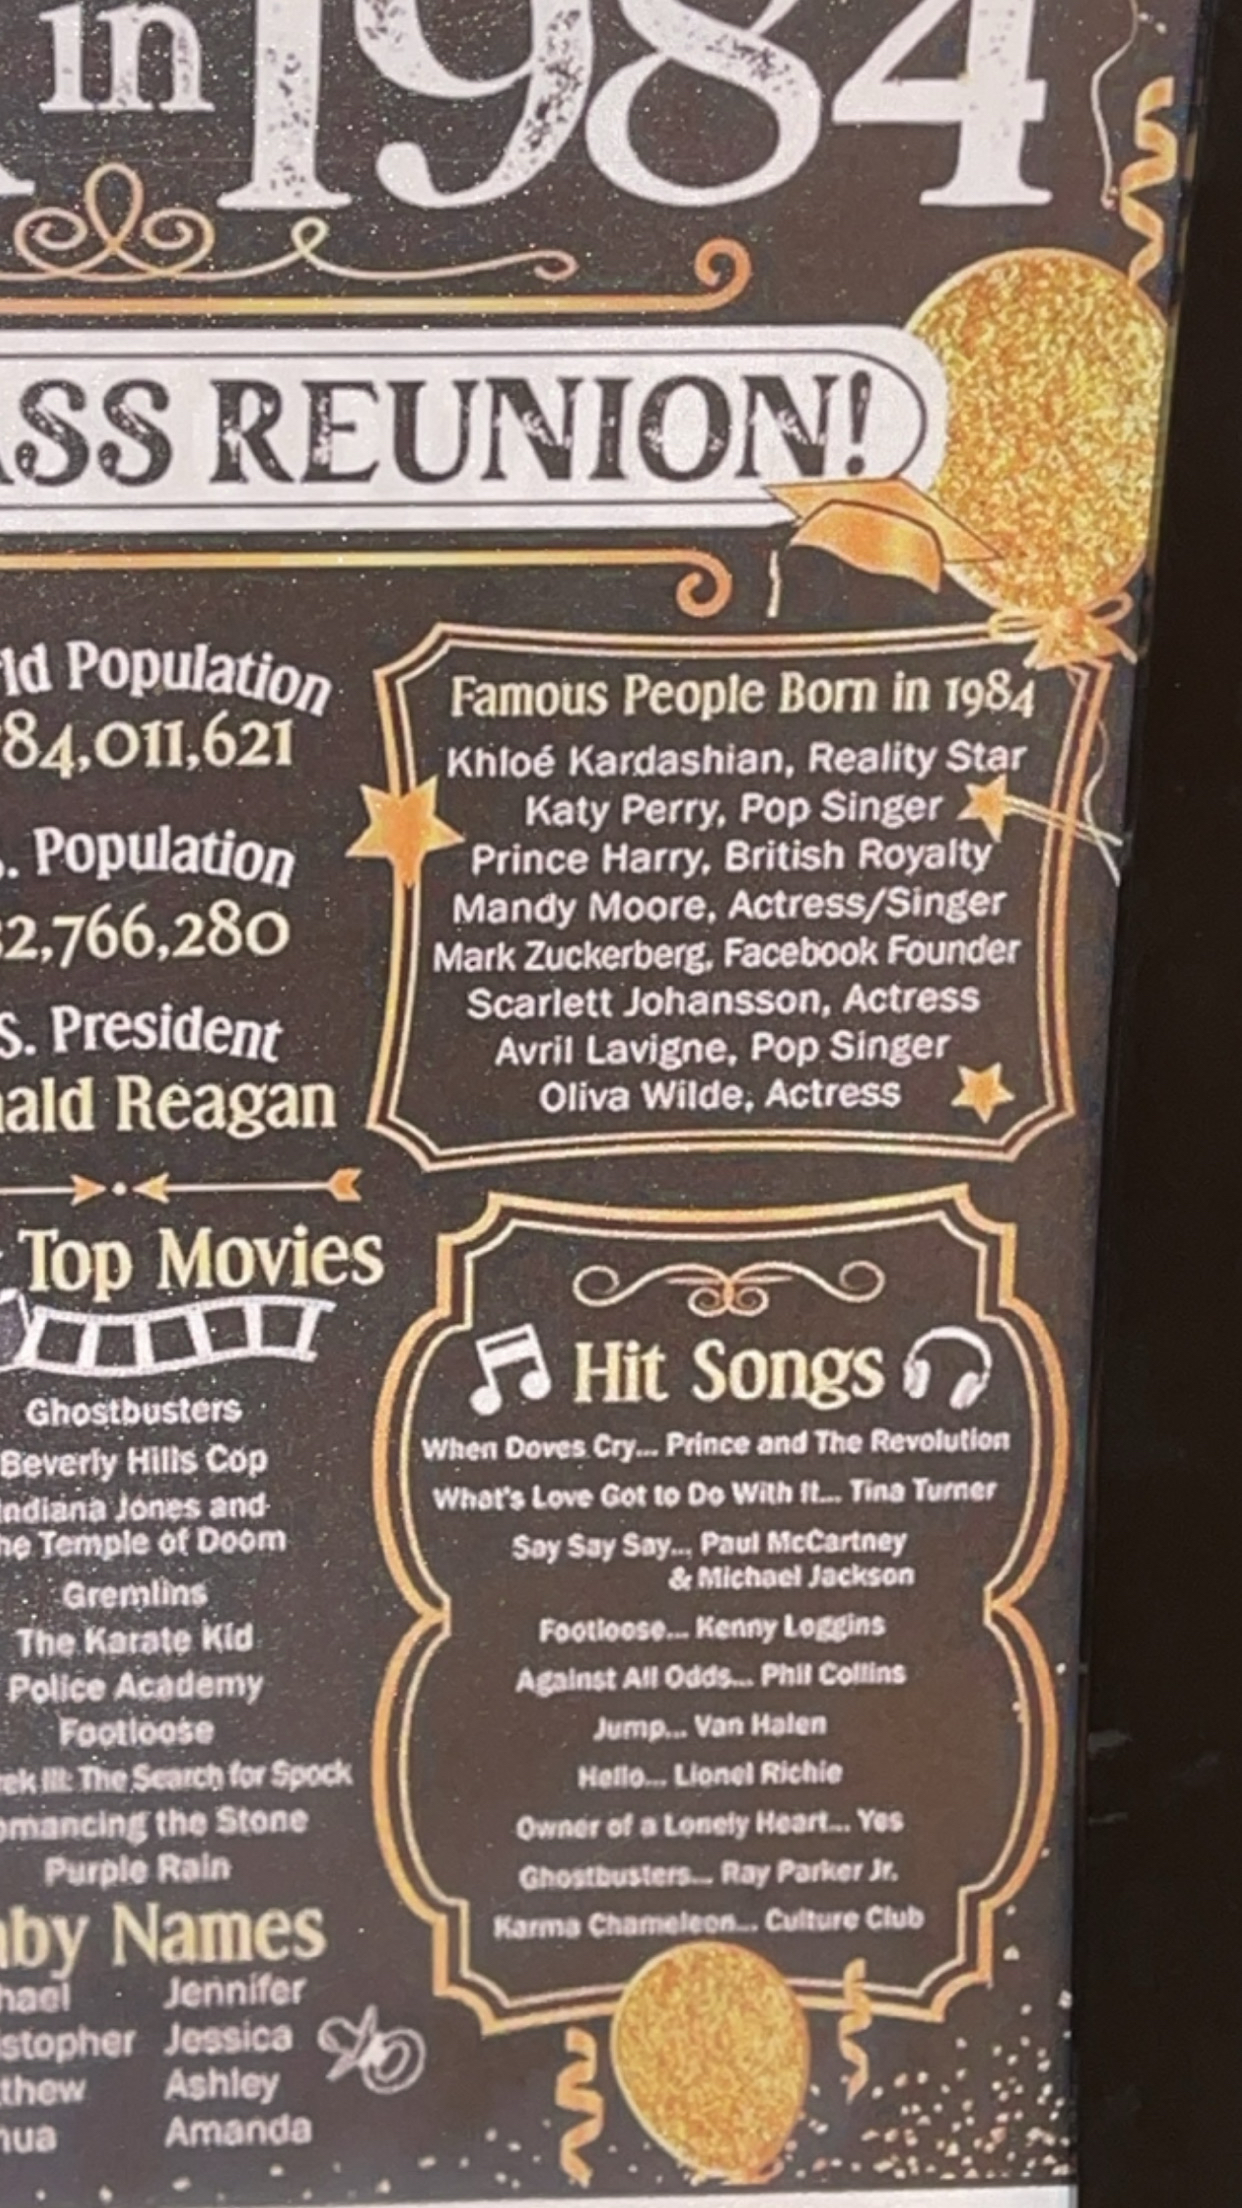 in 1984
ASS REUNION!
ld Population
84,011,621
. Population
2,766,280
S. President
nald Reagan
Famous People Born in 1984
Khloé Kardashian, Reality Star
Katy Perry, Pop Singer
Prince Harry, British Royalty
Mandy Moore, Actress/Singer
Mark Zuckerberg, Facebook Founder
Scarlett Johansson, Actress
Avril Lavigne, Pop Singer
Oliva Wilde, Actress
Top Movies
Ghostbusters
Beverly Hills Cop
Indiana Jones and
he Temple of Doom
Gremlins
The Karate Kid
Police Academy
Footloose
ek III: The Search for Spock
omancing the Stone
Purple Rain
Hit Songs
When Doves Cry... Prince and The Revolution
What's Love Got to Do With It... Tina Turner
Say Say Say... Paul McCartney
& Michael Jackson
Footloose... Kenny Loggins
Against All Odds... Phil Collins
Jump... Van Halen
Hello... Lionel Richie
Owner of a Lonely Heart... Yes
Ghostbusters... Ray Parker Jr.
Karma Chameleon... Culture Club
aby Names
hael Jennifer
istopher Jessica
thew Ashley
hua Amanda